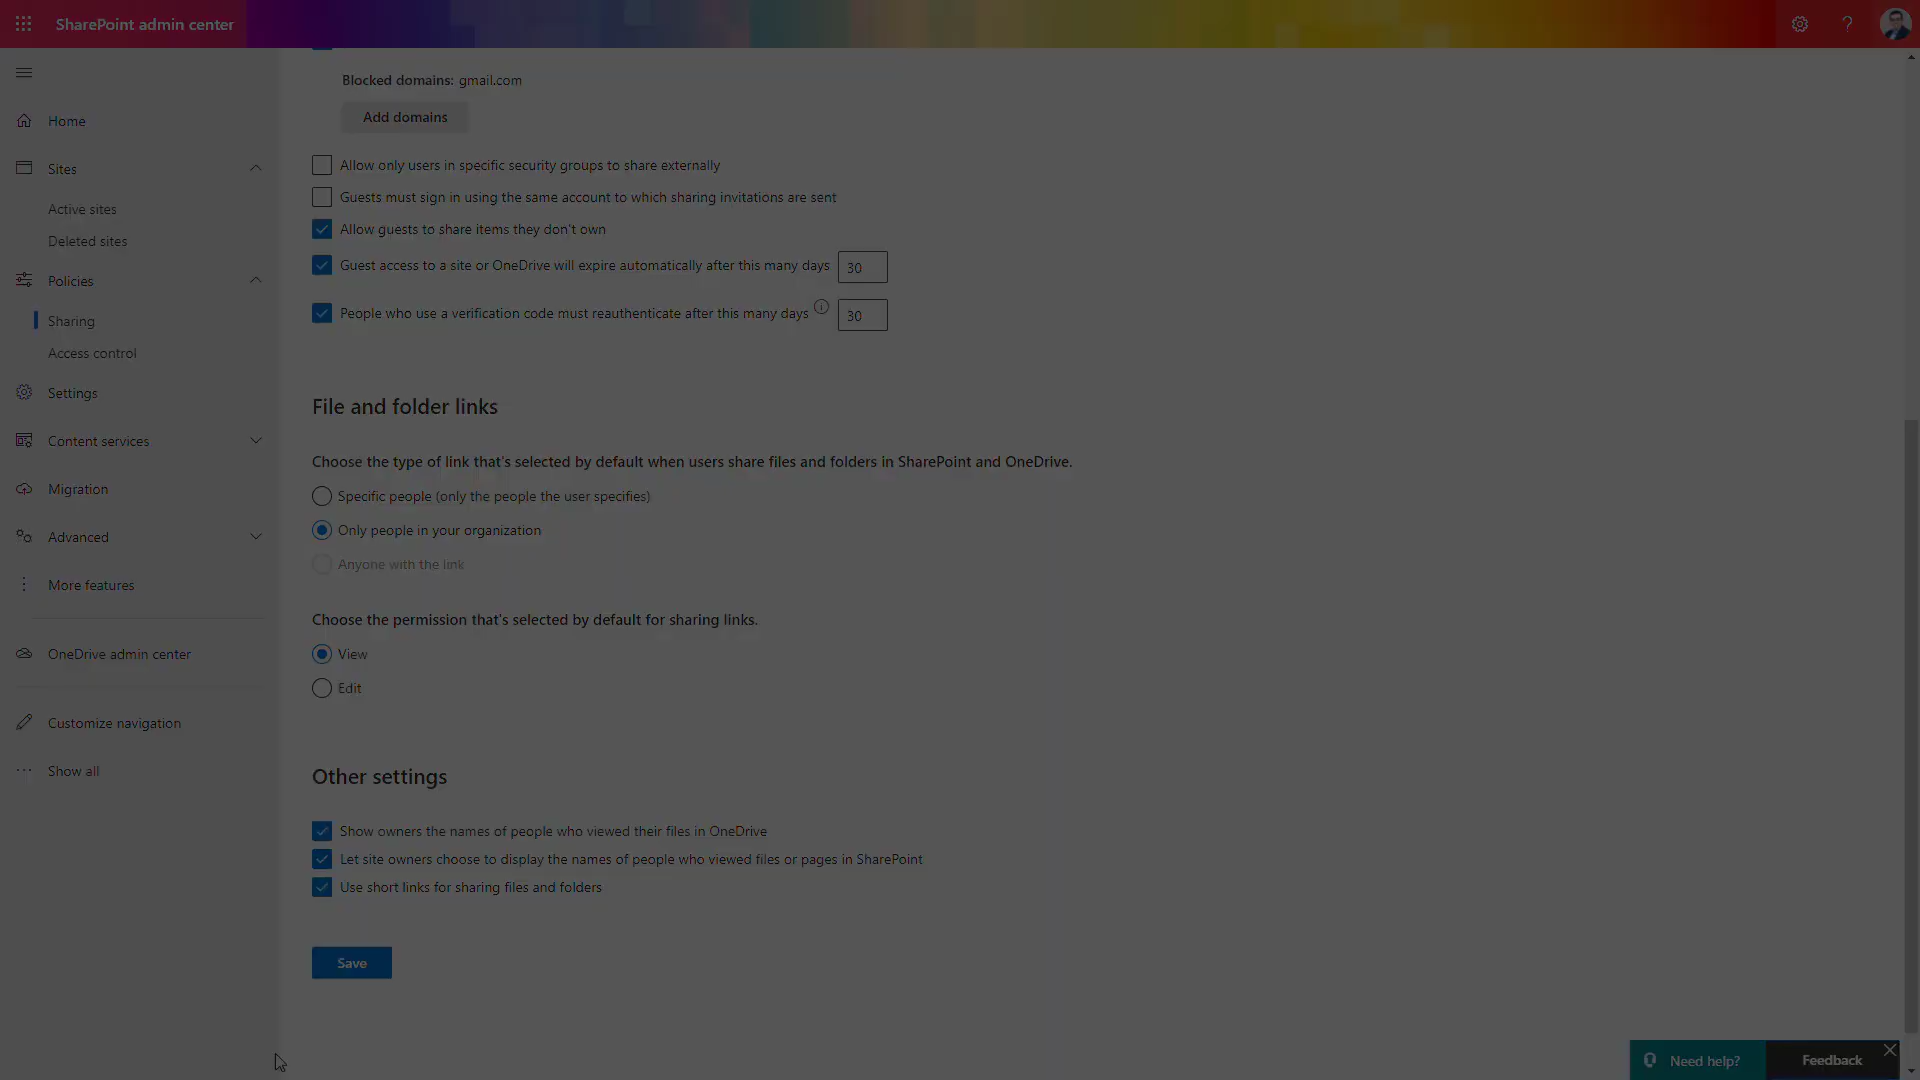 SharePoint admin center
Home
Sites
Active sites
Deleted sites
Policies
Sharing
Access control
Settings
Content services
Migration
Advanced
More features
OneDrive admin center
Customize navigation
Show all
Blocked domains: gmail.com
Add domains
Allow only users in specific security groups to share externally
Guests must sign in using the same account to which sharing invitations are sent
Allow guests to share items they don't own
Guest access to a site or OneDrive will expire automatically after this many days 30
People who use a verification code must reauthenticate after this many days 30
File and folder links
Choose the type of link that's selected by default when users share files and folders in SharePoint and OneDrive.
Specific people (only the people the user specifies)
Only people in your organization
Anyone with the link
Choose the permission that's selected by default for sharing links.
View
Edit
Other settings
Show owners the names of people who viewed their files in OneDrive
Let site owners choose to display the names of people who viewed files or pages in SharePoint
Use short links for sharing files and folders
Save
Need help?
Feedback